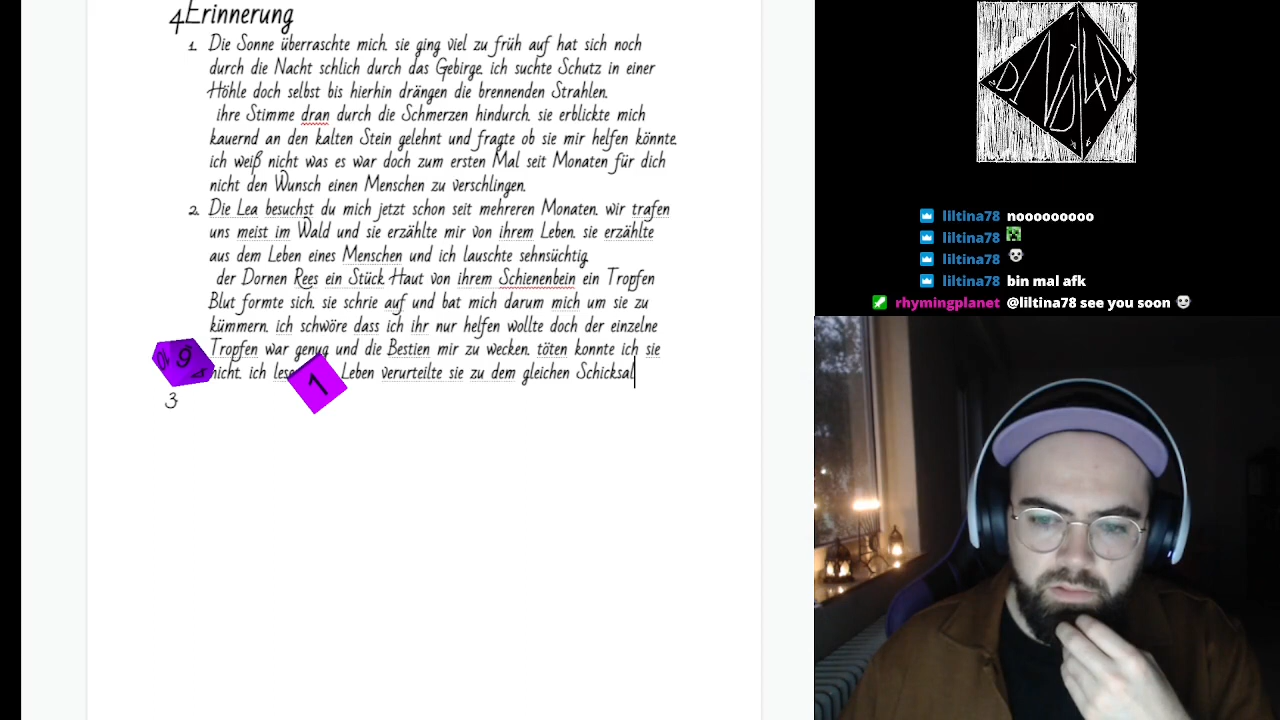 4Erinnerung
1. Die Sonne überraschte mich. sie ging viel zu früh auf hat sich noch
durch die Nacht schlich durch das Gebirge. ich suchte Schutz in einer
Höhle doch selbst bis hierhin drängen die brennenden Strahlen.
ihre Stimme dran durch die Schmerzen hindurch. sie erblickte mich
kauernd an den kalten Stein gelehnt und fragte ob sie mir helfen könnte.
ich weiß nicht was es war doch zum ersten Mal seit Monaten für dich
nicht den Wunsch einen Menschen zu verschlingen.
2. Die Lea besuchst du mich jetzt schon seit mehreren Monaten. wir trafen
uns meist im Wald und sie erzählte mir von ihrem Leben. sie erzählte
aus dem Leben eines Menschen und ich lauschte sehnsüchtig
der Dornen Rees ein Stück Haut von ihrem Schienenbein ein Tropfen
Blut formte sich. sie schrie auf und bat mich darum mich um sie zu
kümmern. ich schwöre dass ich ihr nur helfen wollte doch der einzelne
Tropfen war genug und die Bestien mir zu wecken. töten konnte ich sie
nicht. ich Leben verurteilte sie zu dem gleichen Schicksal
3
9
1
DND4D
liltina78 nooooooooo
liltina78
liltina78
liltina78 bin mal afk
rhymingplanet @liltina78 see you soon